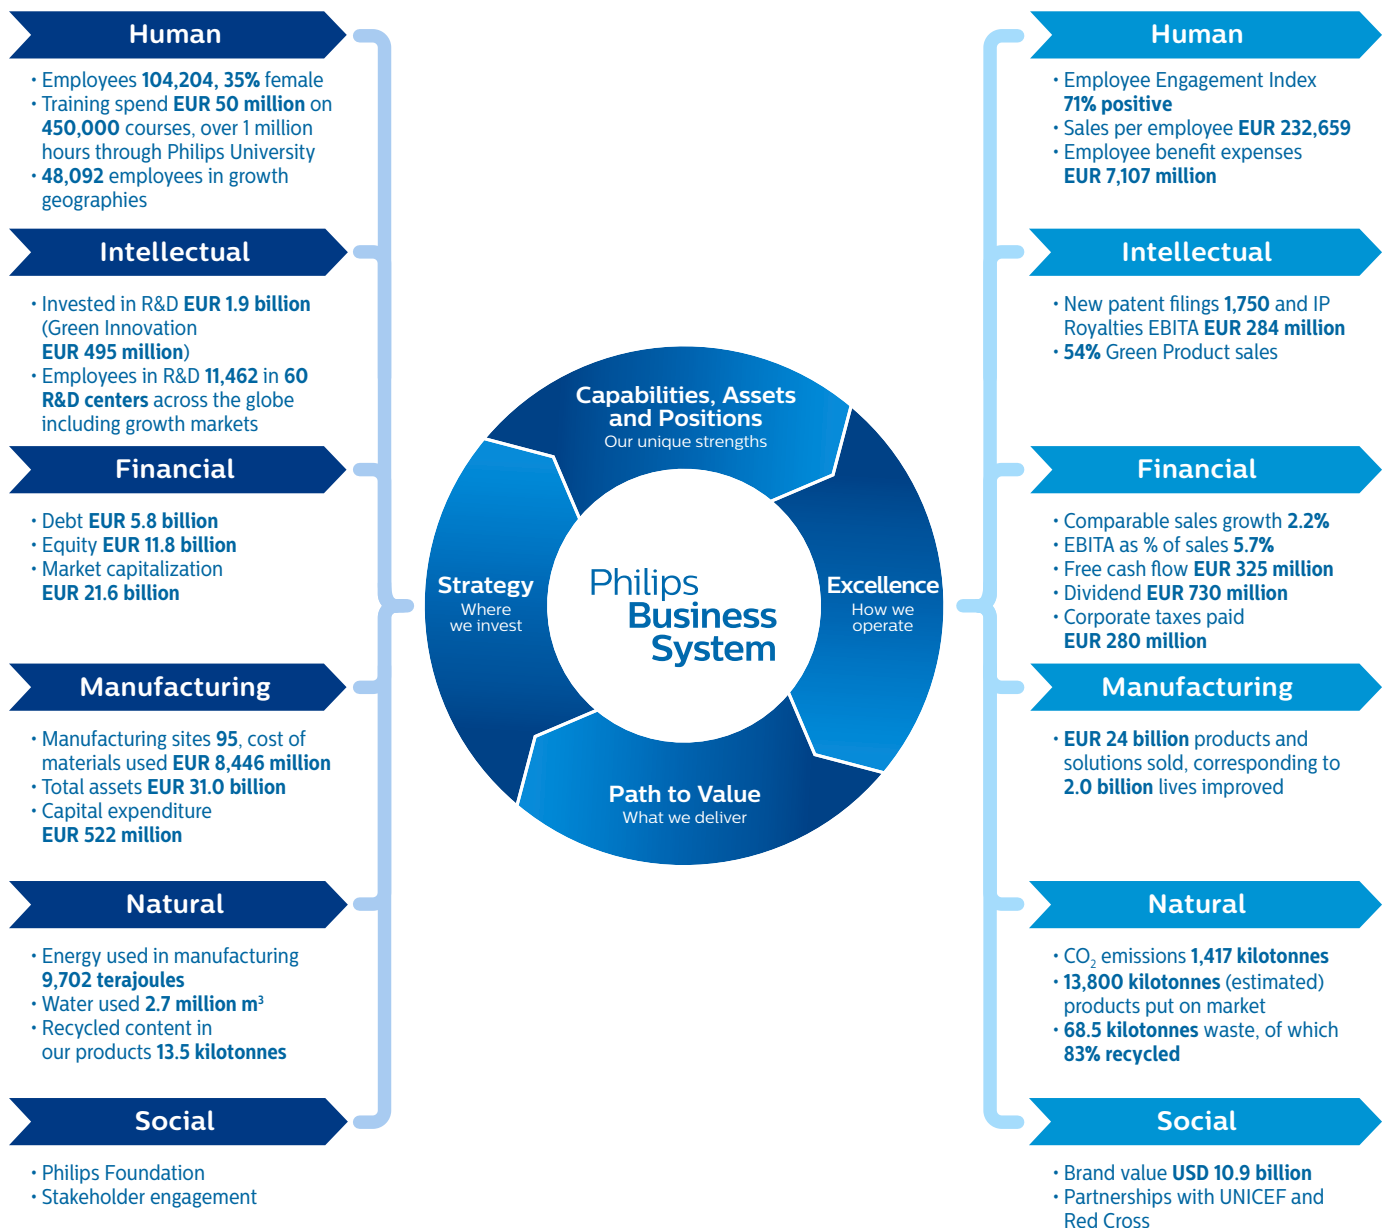 Human
• Employees 104,204, 35% female
• Training spend EUR 50 million on
450,000 courses, over 1 million
hours through Philips University
• 48,092 employees in growth
geographies
Intellectual
• Invested in R&D EUR 1.9 billion
(Green Innovation
EUR 495 million)
• Employees in R&D 11,462 in 60
R&D centers across the globe
including growth markets
Financial
• Debt EUR 5.8 billion
• Equity EUR 11.8 billion
• Market capitalization
EUR 21.6 billion
Manufacturing
• Manufacturing sites 95, cost of
materials used EUR 8,446 million
• Total assets EUR 31.0 billion
• Capital expenditure
EUR 522 million
Natural
• Energy used in manufacturing
9,702 terajoules
• Water used 2.7 million m³
• Recycled content in
our products 13.5 kilotonnes
Social
• Philips Foundation
• Stakeholder engagement
Capabilities, Assets
and Positions
Our unique strengths
Strategy
Where
we invest
Philips
Business
System
Excellence
How we
operate
Path to Value
What we deliver
Human
• Employee Engagement Index
71% positive
• Sales per employee EUR 232,659
• Employee benefit expenses
EUR 7,107 million
Intellectual
• New patent filings 1,750 and IP
Royalties EBITA EUR 284 million
• 54% Green Product sales
Financial
• Comparable sales growth 2.2%
• EBITA as % of sales 5.7%
• Free cash flow EUR 325 million
• Dividend EUR 730 million
• Corporate taxes paid
EUR 280 million
Manufacturing
• EUR 24 billion products and
solutions sold, corresponding to
2.0 billion lives improved
Natural
• CO₂ emissions 1,417 kilotonnes
• 13,800 kilotonnes (estimated)
products put on market
• 68.5 kilotonnes waste, of which
83% recycled
Social
• Brand value USD 10.9 billion
• Partnerships with UNICEF and
Red Cross